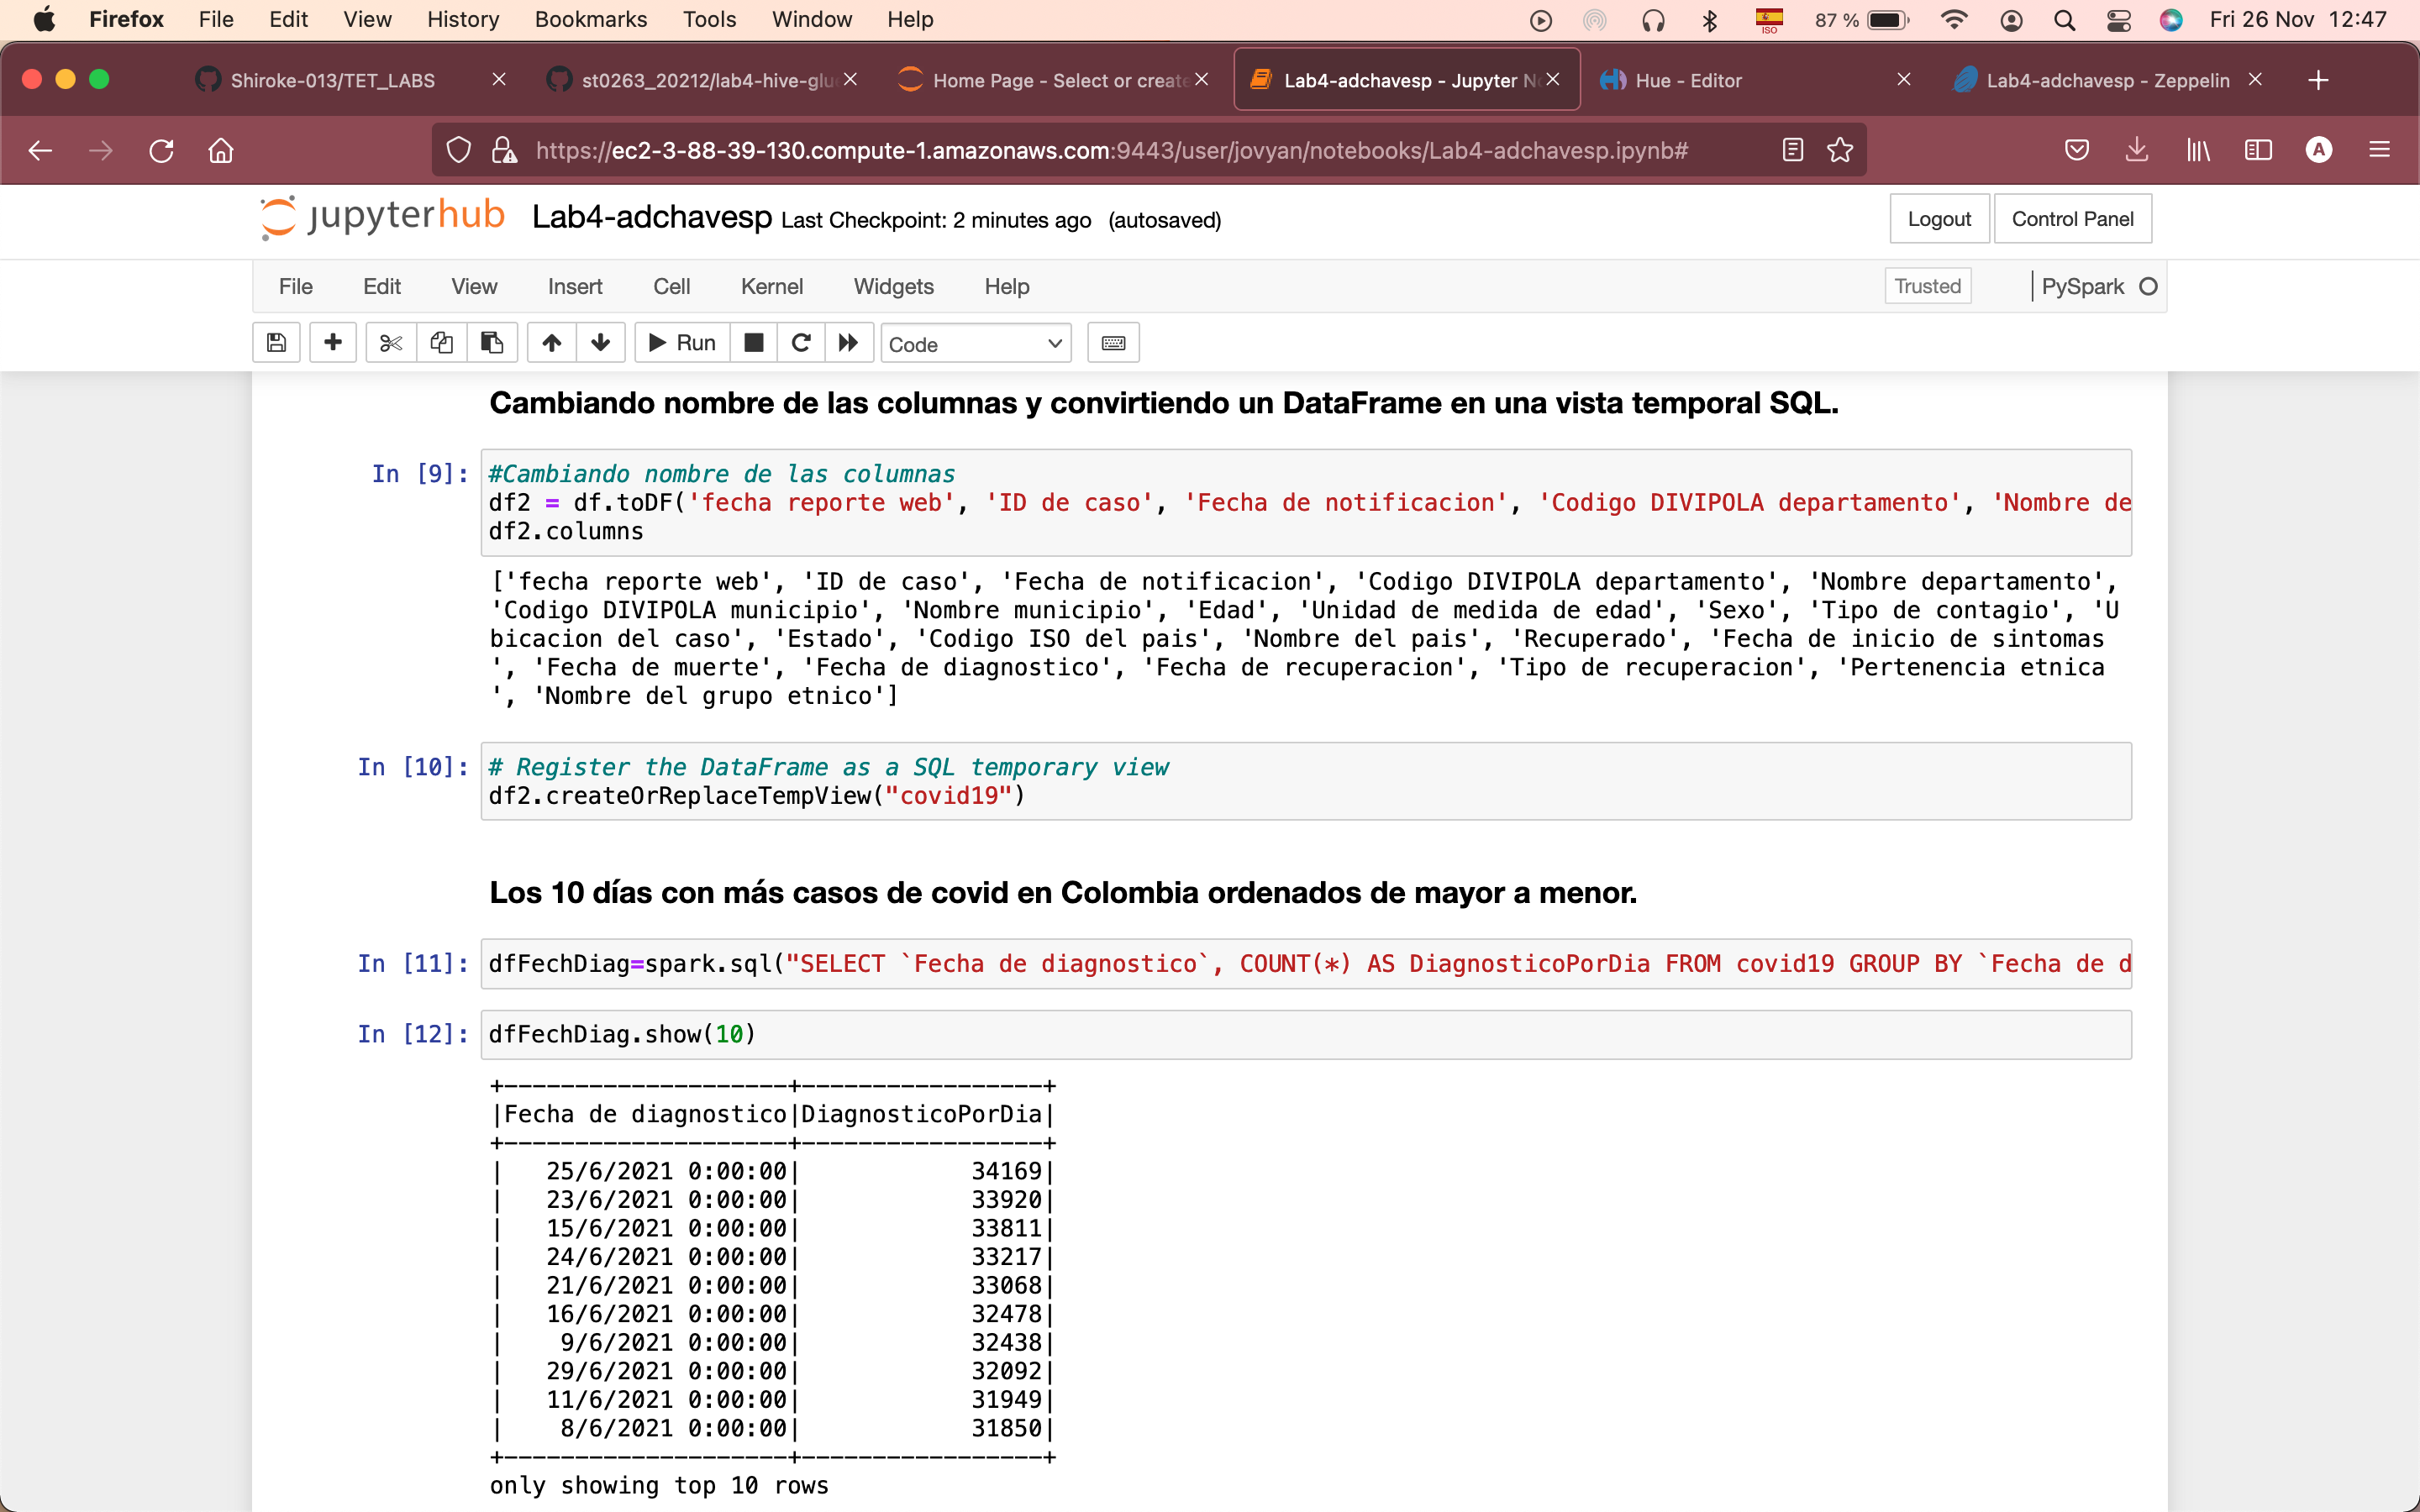 Firefox File Edit View History Bookmarks Tools Window Help ISO 87 % Fri 26 Nov 12:47
Shiroke-013/TET_LABS st0263_20212/lab4-hive-glu Home Page - Select or create Lab4-adchavesp - Jupyter No Hue - Editor Lab4-adchavesp - Zeppelin
https://ec2-3-88-39-130.compute-1.amazonaws.com:9443/user/jovyan/notebooks/Lab4-adchavesp.ipynb# A
jupyterhub Lab4-adchavesp Last Checkpoint: 2 minutes ago (autosaved) Logout Control Panel
File Edit View Insert Cell Kernel Widgets Help Trusted PySpark
Run Code
Cambiando nombre de las columnas y convirtiendo un DataFrame en una vista temporal SQL.
In [9]: #Cambiando nombre de las columnas
df2 = df.toDF('fecha reporte web', 'ID de caso', 'Fecha de notificacion', 'Codigo DIVIPOLA departamento', 'Nombre de
df2.columns
['fecha reporte web', 'ID de caso', 'Fecha de notificacion', 'Codigo DIVIPOLA departamento', 'Nombre departamento',
'Codigo DIVIPOLA municipio', 'Nombre municipio', 'Edad', 'Unidad de medida de edad', 'Sexo', 'Tipo de contagio', 'U
bicacion del caso', 'Estado', 'Codigo ISO del pais', 'Nombre del pais', 'Recuperado', 'Fecha de inicio de sintomas
', 'Fecha de muerte', 'Fecha de diagnostico', 'Fecha de recuperacion', 'Tipo de recuperacion', 'Pertenencia etnica
', 'Nombre del grupo etnico']
In [10]: # Register the DataFrame as a SQL temporary view
df2.createOrReplaceTempView("covid19")
Los 10 días con más casos de covid en Colombia ordenados de mayor a menor.
In [11]: dfFechDiag=spark.sql("SELECT `Fecha de diagnostico`, COUNT(*) AS DiagnosticoPorDia FROM covid19 GROUP BY `Fecha de d
In [12]: dfFechDiag.show(10)
+--------------------+-----------------+
|Fecha de diagnostico|DiagnosticoPorDia|
+--------------------+-----------------+
|   25/6/2021 0:00:00|            34169|
|   23/6/2021 0:00:00|            33920|
|   15/6/2021 0:00:00|            33811|
|   24/6/2021 0:00:00|            33217|
|   21/6/2021 0:00:00|            33068|
|   16/6/2021 0:00:00|            32478|
|    9/6/2021 0:00:00|            32438|
|   29/6/2021 0:00:00|            32092|
|   11/6/2021 0:00:00|            31949|
|    8/6/2021 0:00:00|            31850|
+--------------------+-----------------+
only showing top 10 rows